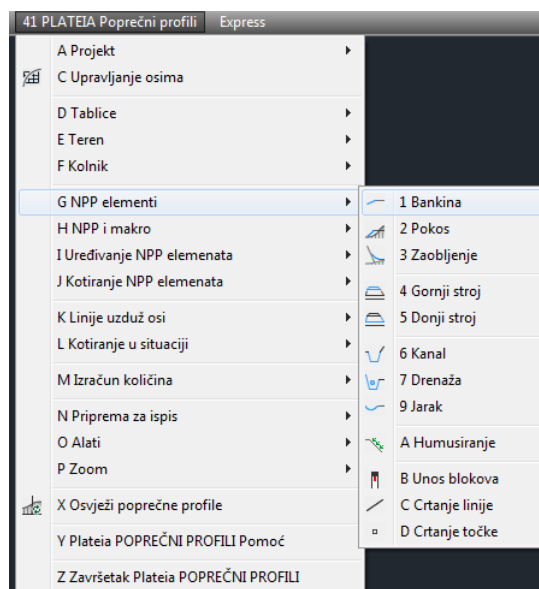 41 PLATEIA Poprečni profili Express
A Projekt
C Upravljanje osima
D Tablice
E Teren
F Kolnik
G NPP elementi
H NPP i makro
I Uređivanje NPP elemenata
J Kotiranje NPP elemenata
K Linije uzduž osi
L Kotiranje u situaciji
M Izračun količina
N Priprema za ispis
O Alati
P Zoom
X Osvježi poprečne profile
Y Plateia POPREČNI PROFILI Pomoć
Z Završetak Plateia POPREČNI PROFILI
1 Bankina
2 Pokos
3 Zaobljenje
4 Gornji stroj
5 Donji stroj
6 Kanal
7 Drenaža
9 Jarak
A Humusiranje
B Unos blokova
C Crtanje linije
D Crtanje točke